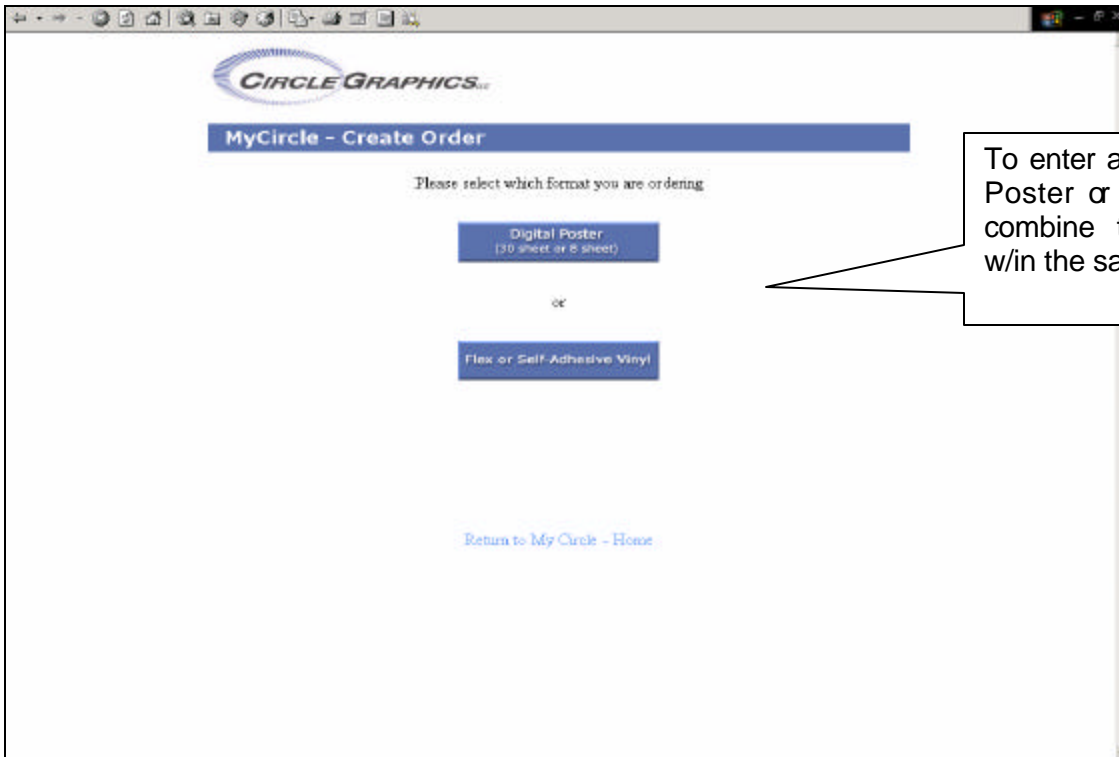 CIRCLE GRAPHICS
MyCircle - Create Order
Please select which format you are ordering
Digital Poster
(30 sheet or 8 sheet)
or
Flex or Self-Adhesive Vinyl
Return to My Circle - Home
To enter a
Poster or
combine
w/in the sa